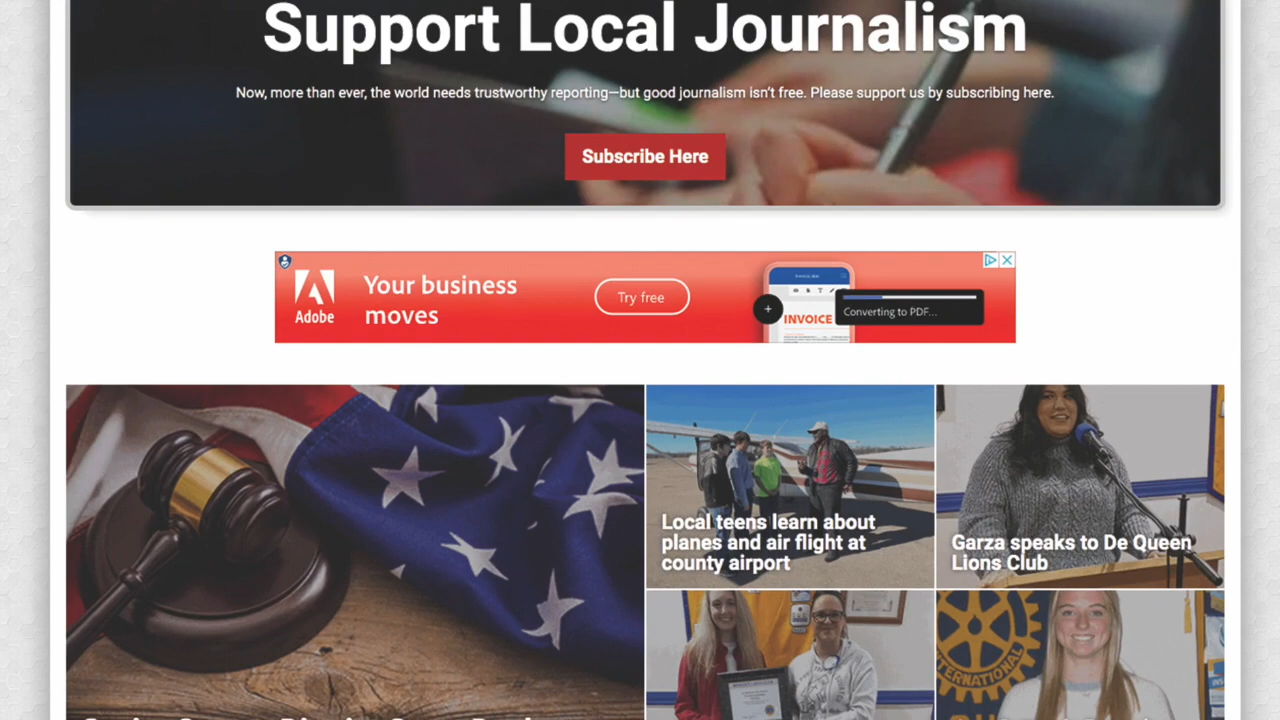 Support Local Journalism
Now, more than ever, the world needs trustworthy reporting—but good journalism isn't free. Please support us by subscribing here.
Subscribe Here
Adobe
Your business
moves
Try free
INVOICE
Converting to PDF...
Local teens learn about
planes and air flight at
county airport
Garza speaks to De Queen
Lions Club
INTERNATIONAL